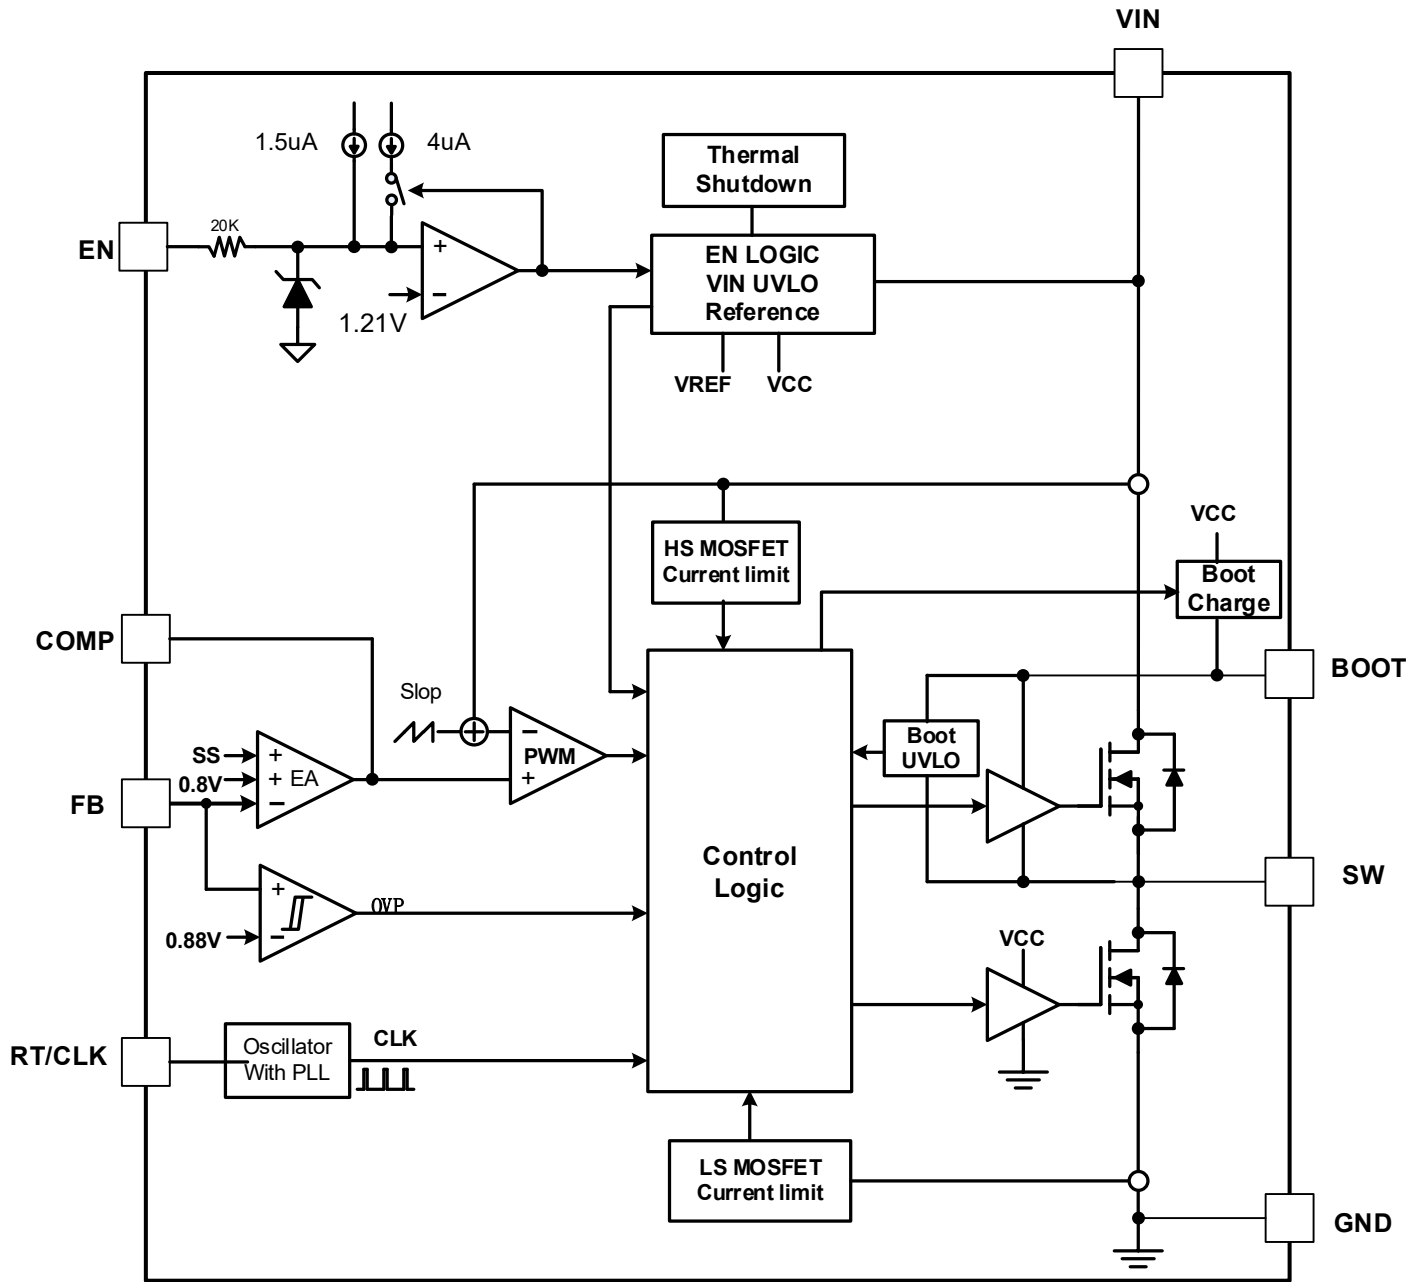 VIN
1.5uA
4uA
Thermal
Shutdown
20K
EN
+
−
1.21V
EN LOGIC
VIN UVLO
Reference
VREF
VCC
HS MOSFET
Current limit
VCC
Boot
Charge
COMP
BOOT
Slop
+
−
PWM
+
Boot
UVLO
SS
0.8V
+
+ EA
−
FB
Control
Logic
SW
+
−
0.88V
OVP
VCC
RT/CLK
Oscillator
With PLL
CLK
LS MOSFET
Current limit
GND